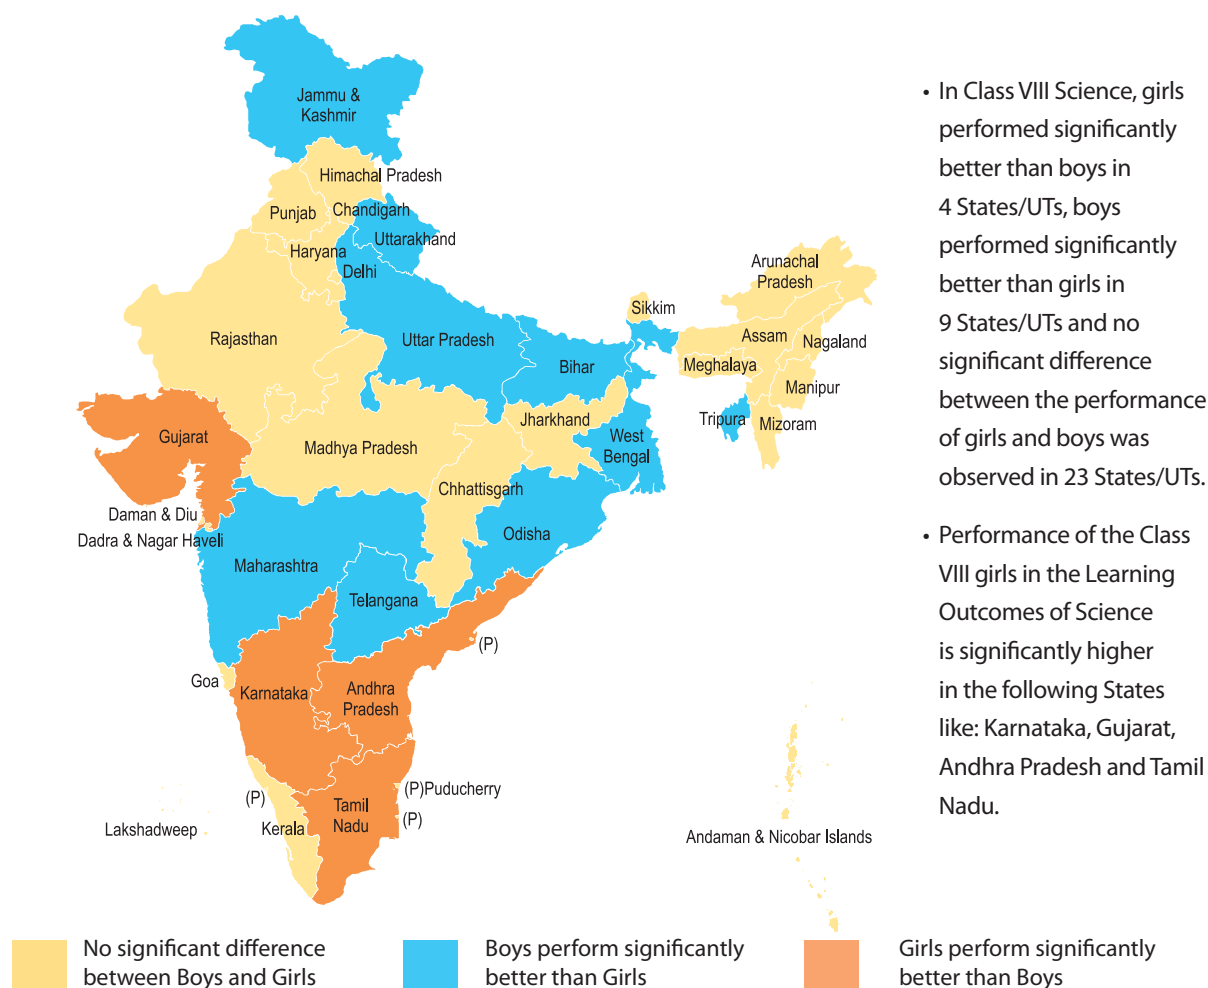 Jammu &
Kashmir
Himachal Pradesh
Punjab
Chandigarh
Uttarakhand
Haryana
Delhi
Arunachal
Pradesh
Sikkim
Rajasthan
Uttar Pradesh
Assam
Nagaland
Bihar
Meghalaya
Manipur
Gujarat
Jharkhand
Tripura
Mizoram
Madhya Pradesh
West
Bengal
Chhattisgarh
Daman & Diu
Dadra & Nagar Haveli
Odisha
Maharashtra
Telangana
(P)
Goa
Karnataka
Andhra
Pradesh
(P)
(P)Puducherry
Tamil
Nadu
(P)
Lakshadweep
Kerala
Andaman & Nicobar Islands
• In Class VIII Science, girls
performed significantly
better than boys in
4 States/UTs, boys
performed significantly
better than girls in
9 States/UTs and no
significant difference
between the performance
of girls and boys was
observed in 23 States/UTs.
• Performance of the Class
VIII girls in the Learning
Outcomes of Science
is significantly higher
in the following States
like: Karnataka, Gujarat,
Andhra Pradesh and Tamil
Nadu.
No significant difference
between Boys and Girls
Boys perform significantly
better than Girls
Girls perform significantly
better than Boys